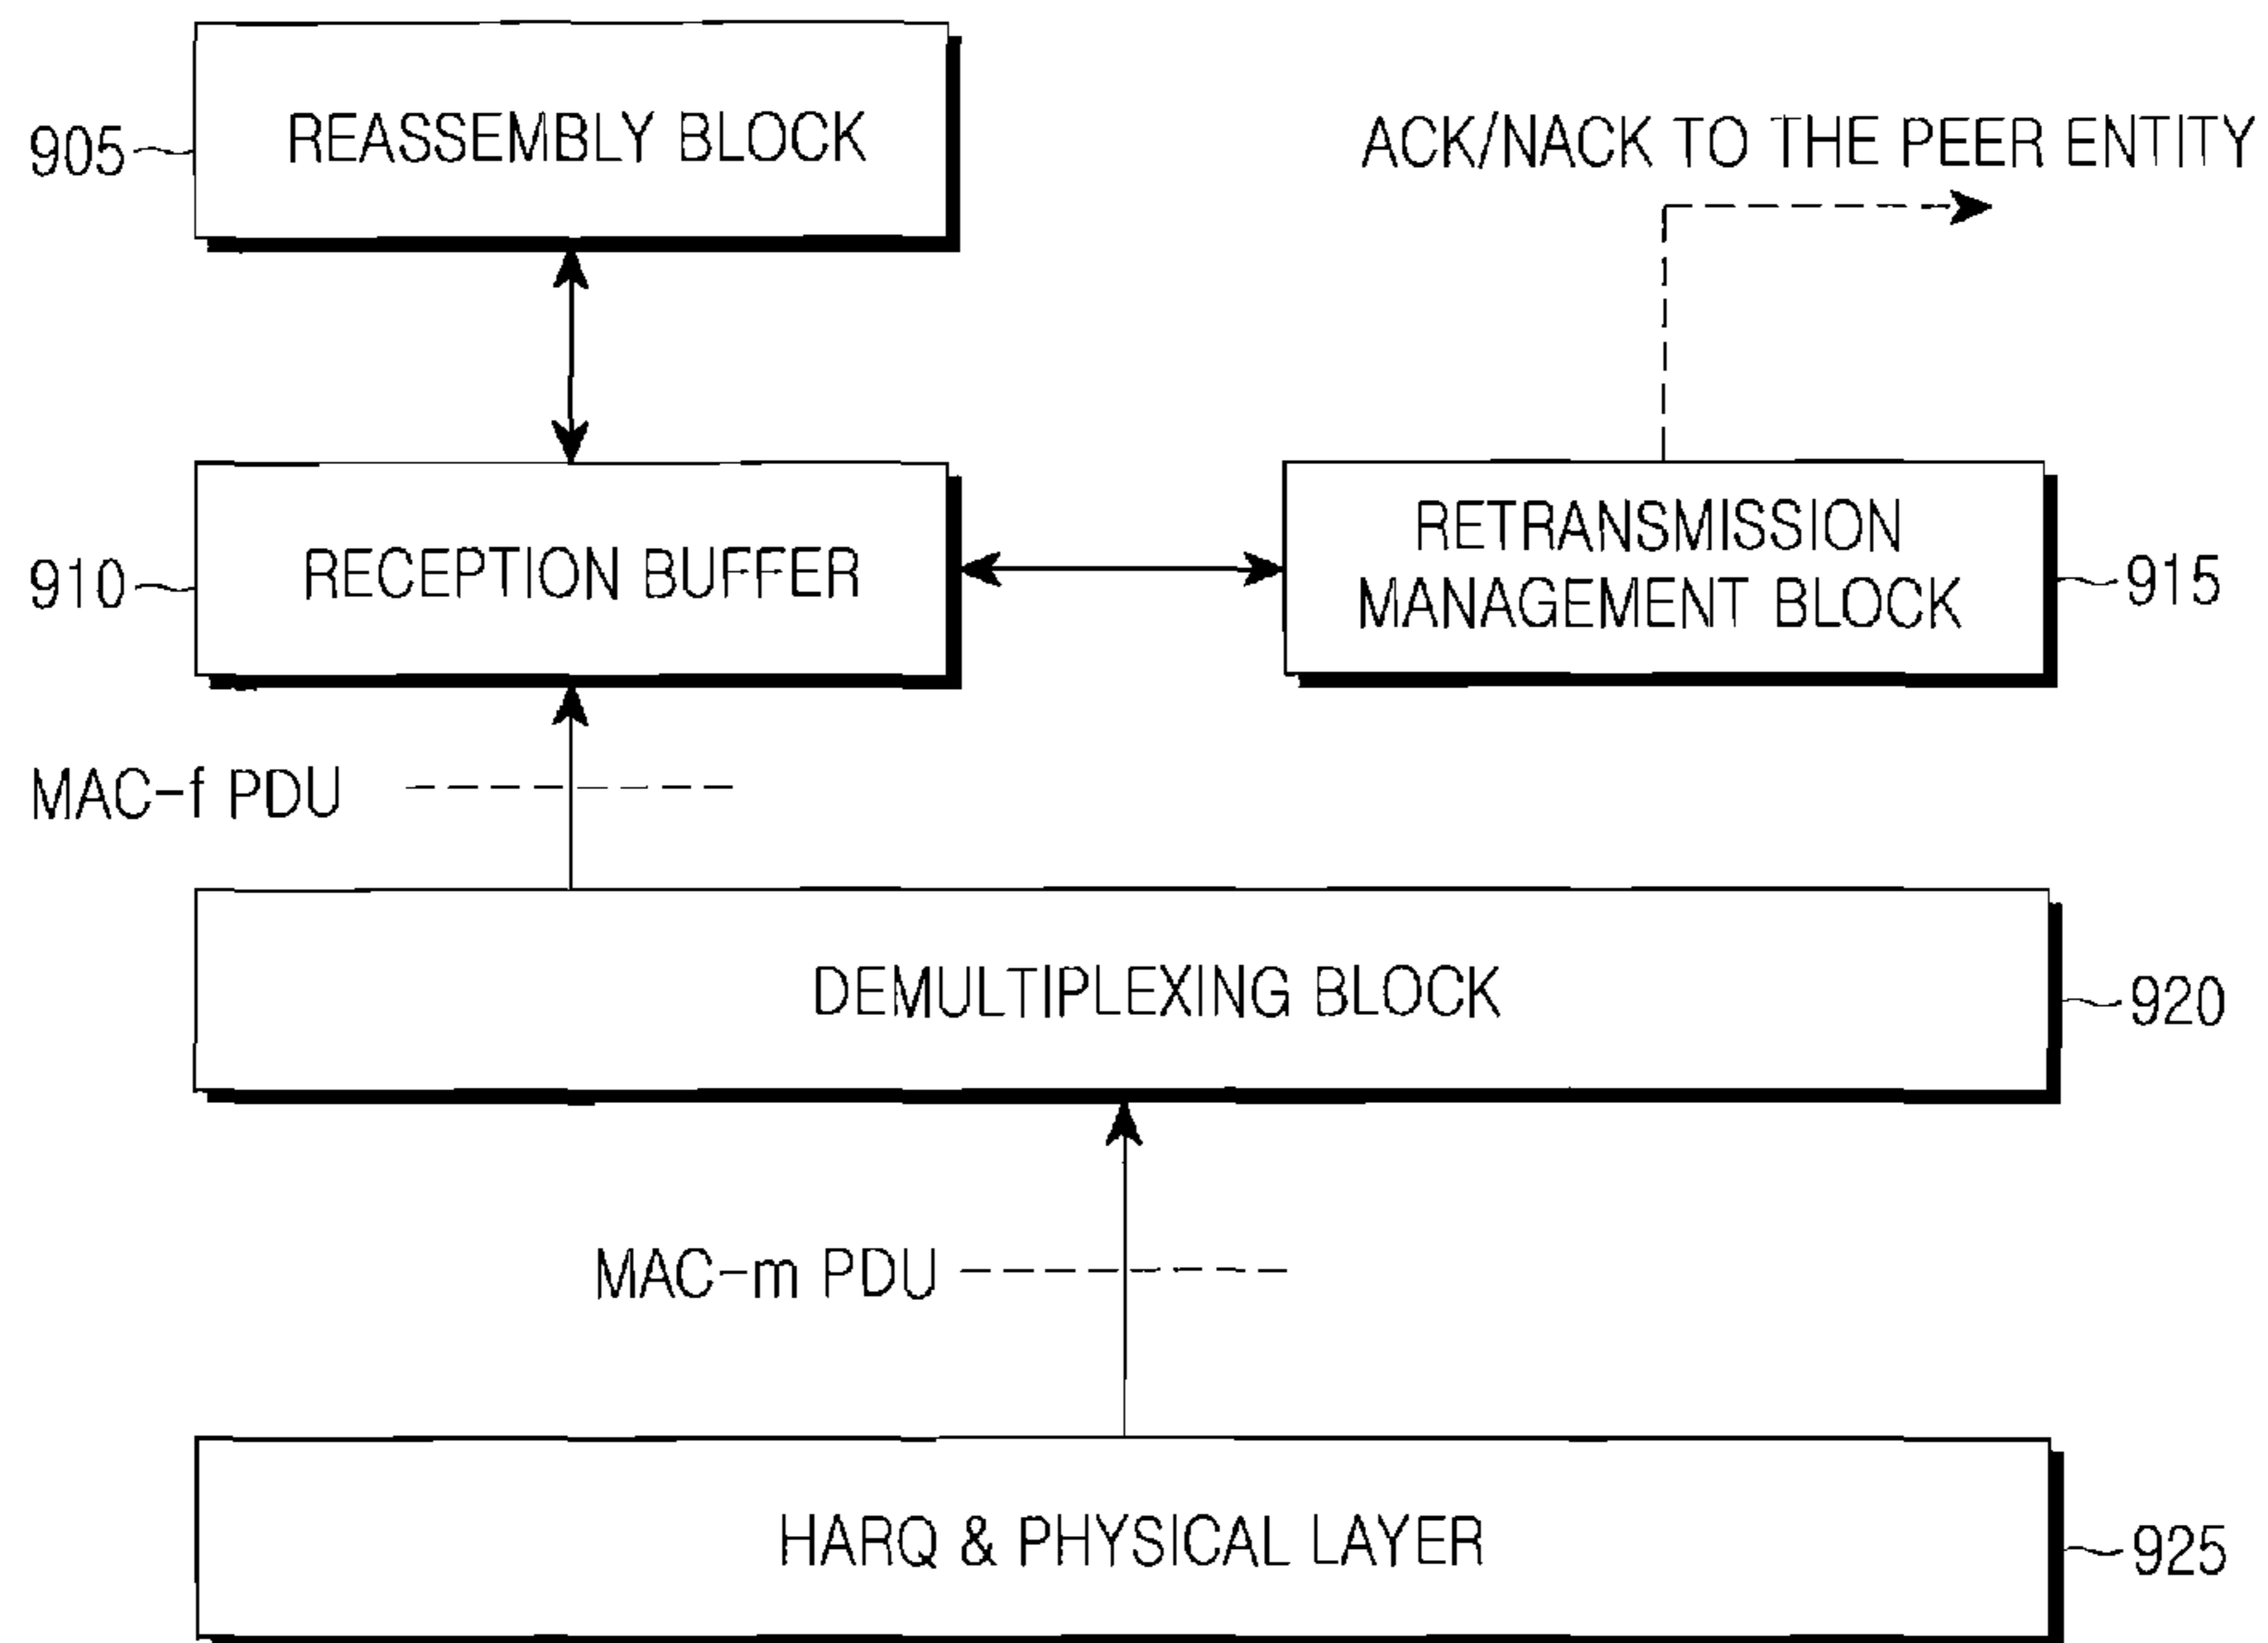 REASSEMBLY BLOCK
905
ACK/NACK TO THE PEER ENTITY
RECEPTION BUFFER
910
RETRANSMISSION
MANAGEMENT BLOCK
915
MAC-f PDU
DEMULTIPLEXING BLOCK
920
MAC-m PDU
HARQ & PHYSICAL LAYER
925